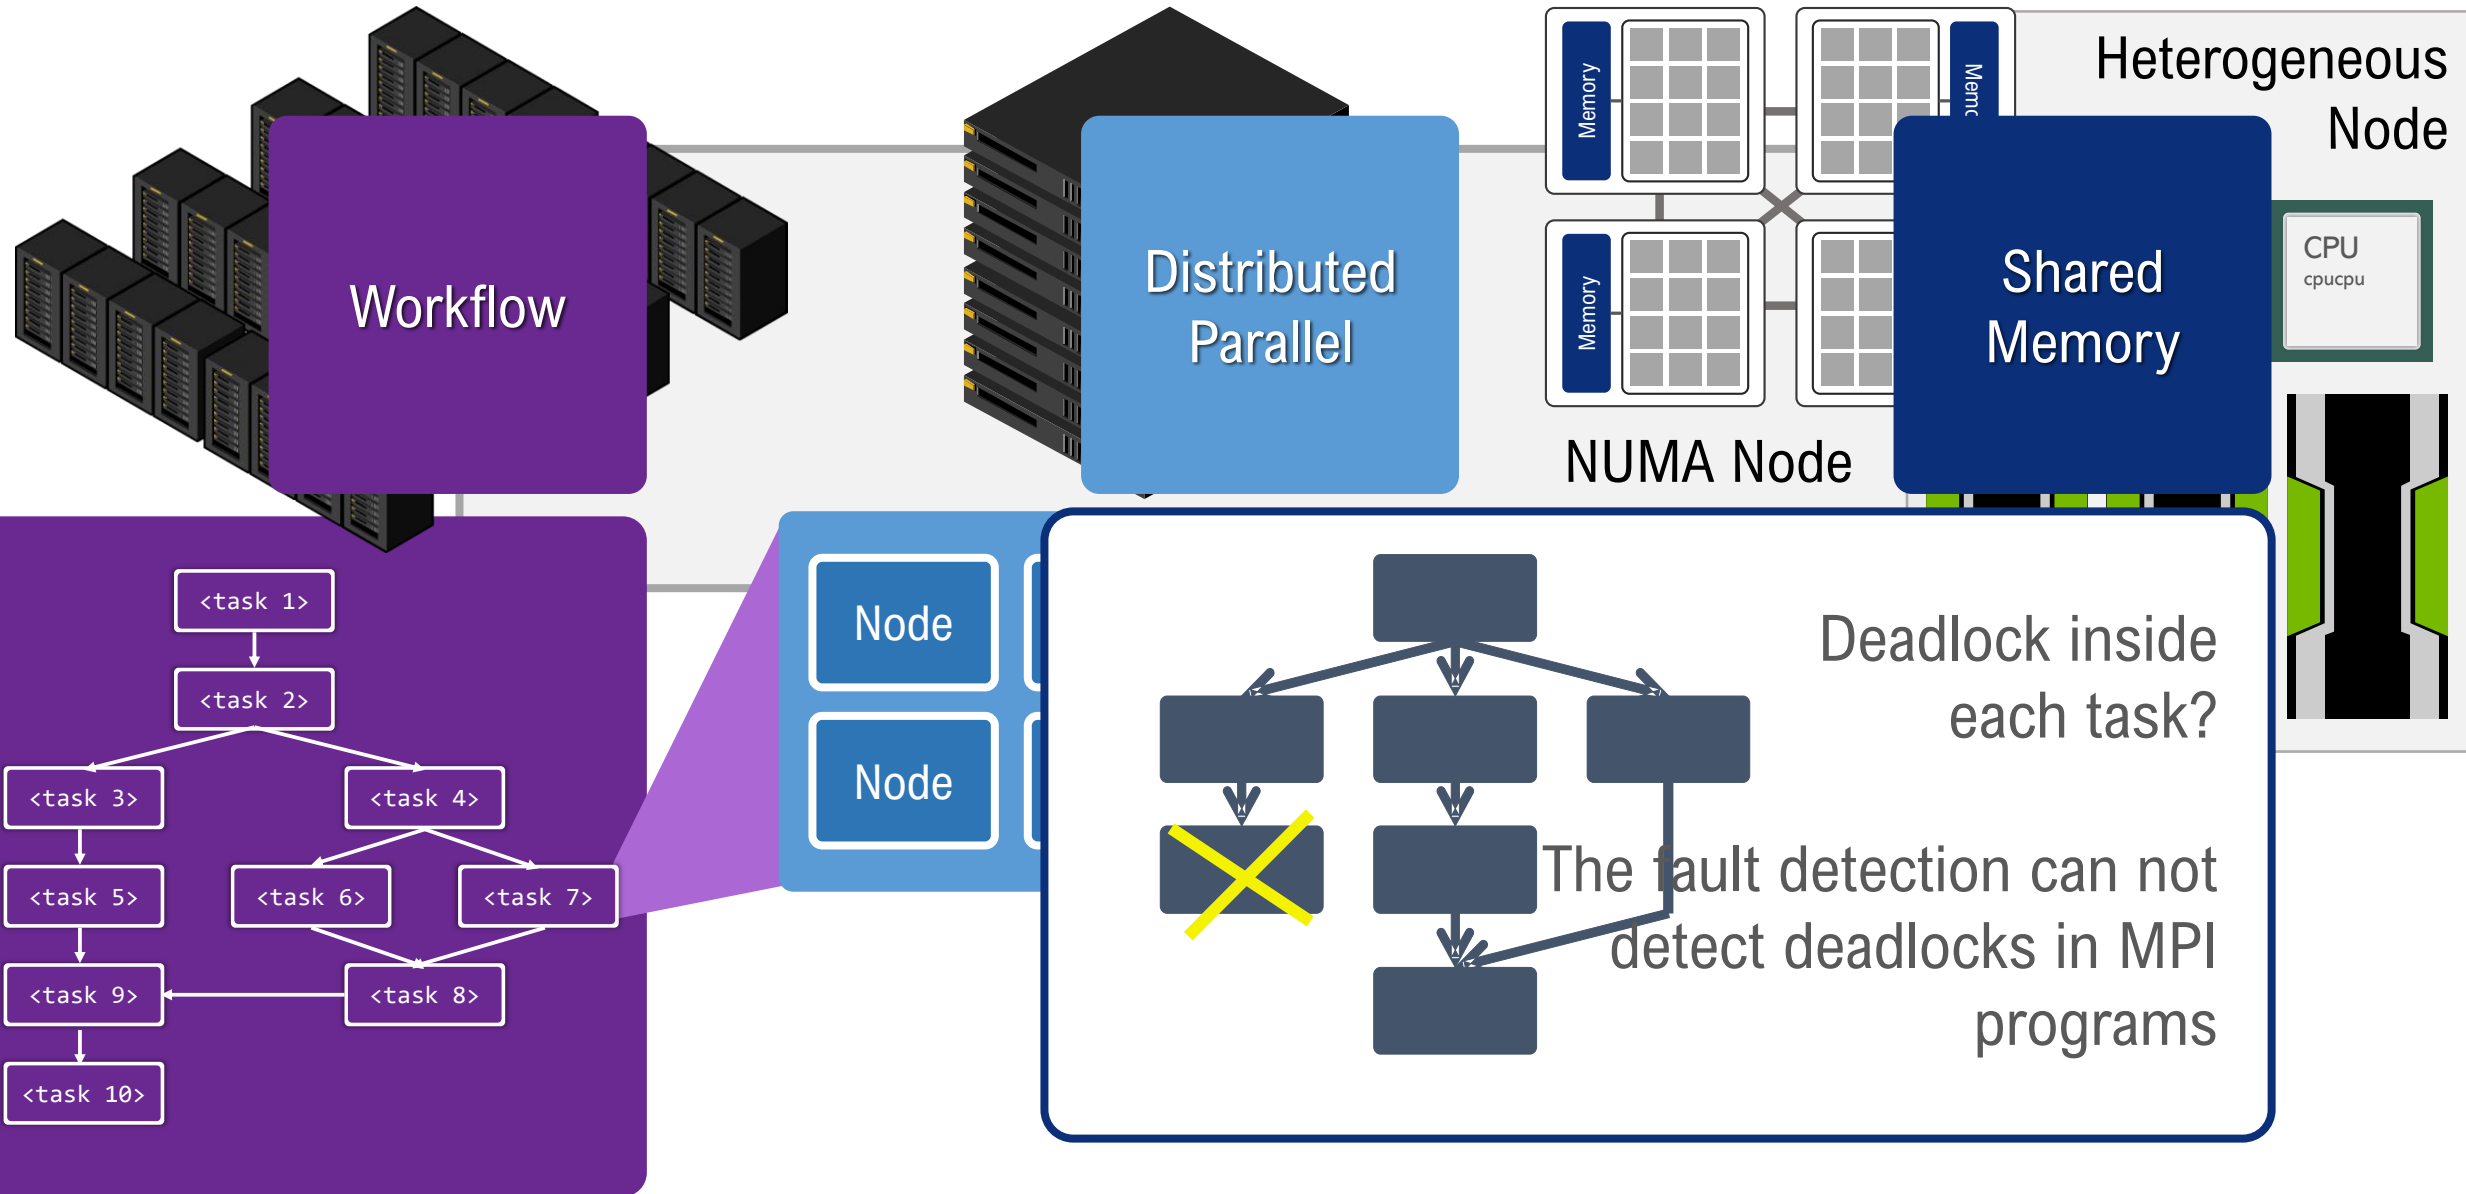 Memory
Memo
Heterogeneous
Node
Workflow
Distributed
Parallel
Memory
Shared
Memory
CPU
cpucpu
NUMA Node
<task 1>
<task 2>
<task 3>
<task 4>
<task 5>
<task 6>
<task 7>
<task 9>
<task 8>
<task 10>
Node
Node
Deadlock inside
each task?
The fault detection can not
detect deadlocks in MPI
programs